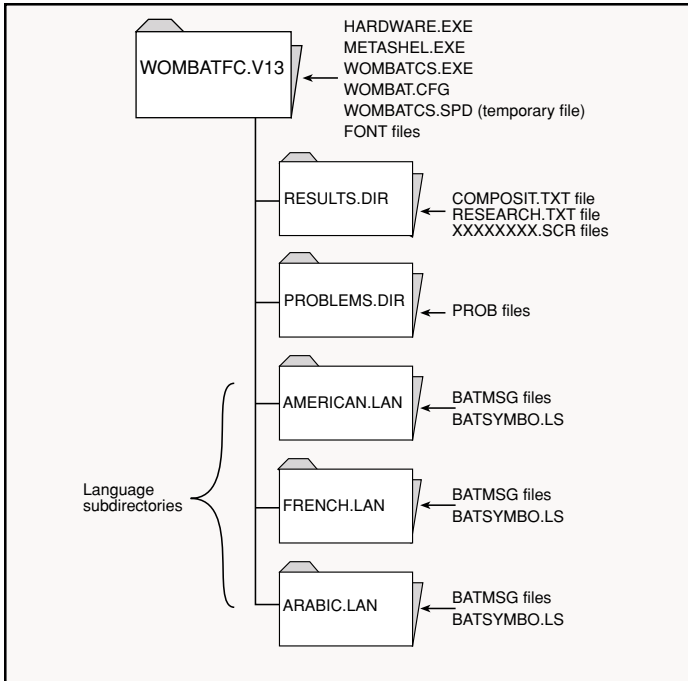 HARDWARE.EXE
METASHEL.EXE
WOMBATFC.V13
WOMBATCS.EXE
WOMBAT.CFG
WOMBATCS.SPD (temporary file)
FONT files
RESULTS.DIR
COMPOSIT.TXT file
RESEARCH.TXT file
XXXXXXXX.SCR files
PROBLEMS.DIR
PROB files
AMERICAN.LAN
BATMSG files
BATSYMBO.LS
Language
subdirectories
FRENCH.LAN
BATMSG files
BATSYMBO.LS
ARABIC.LAN
BATMSG files
BATSYMBO.LS